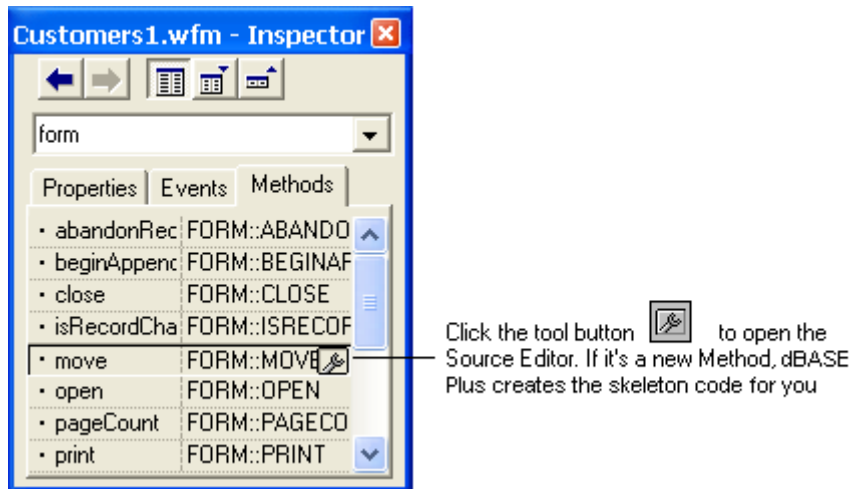 Customers1.wfm - Inspector
form
Properties Events Methods
abandonRec FORM::ABANDO
beginAppend FORM::BEGINAF
close FORM::CLOSE
isRecordCha FORM::ISRECOF
move FORM::MOVE
open FORM::OPEN
pageCount FORM::PAGECO
print FORM::PRINT
Click the tool button to open the
Source Editor. If it's a new Method, dBASE
Plus creates the skeleton code for you